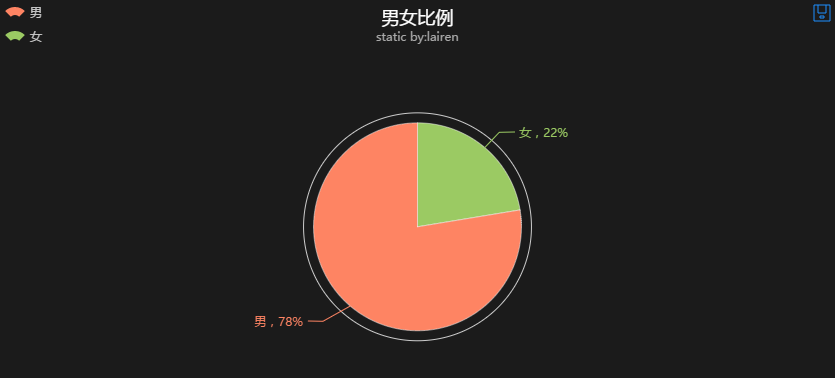 男
女
男女比例
static by:lairen
女 , 22%
男 , 78%